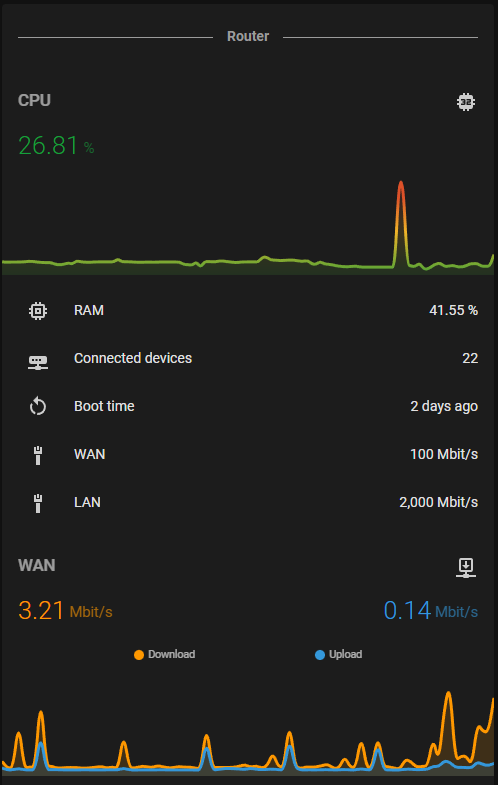 Router
CPU
32
26.81 %
RAM 41.55 %
Connected devices 22
Boot time 2 days ago
WAN 100 Mbit/s
LAN 2,000 Mbit/s
WAN
3.21 Mbit/s 0.14 Mbit/s
Download Upload